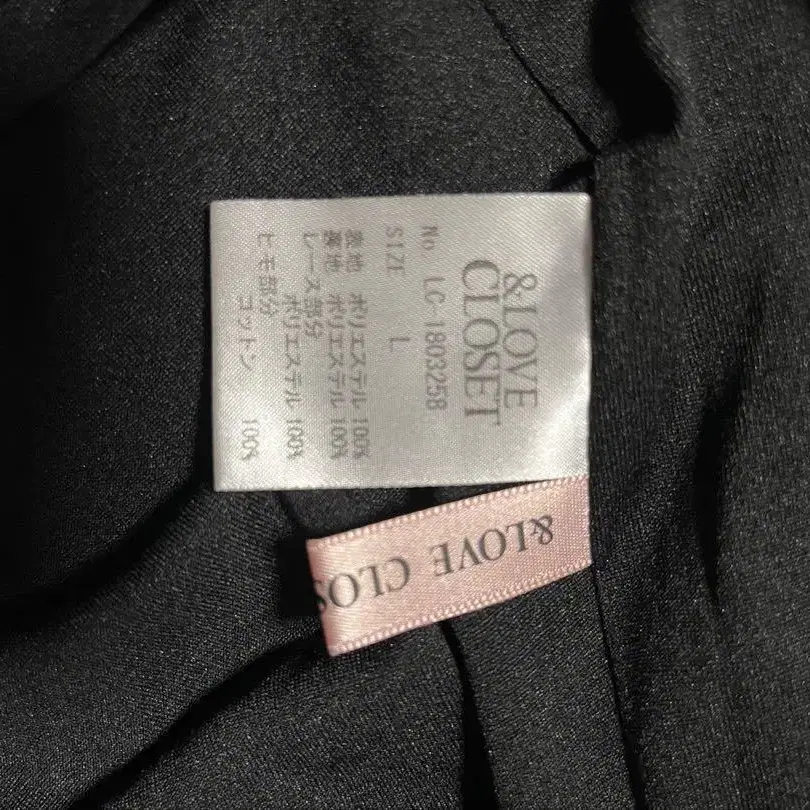 &LOVE
CLOSET
No. LC-1803258
SIZE L
表地 ポリエステル 100%
裏地 ポリエステル 100%
レース部分
ポリエステル 100%
ヒモ部分
コットン 100%
&LOVE CLOS